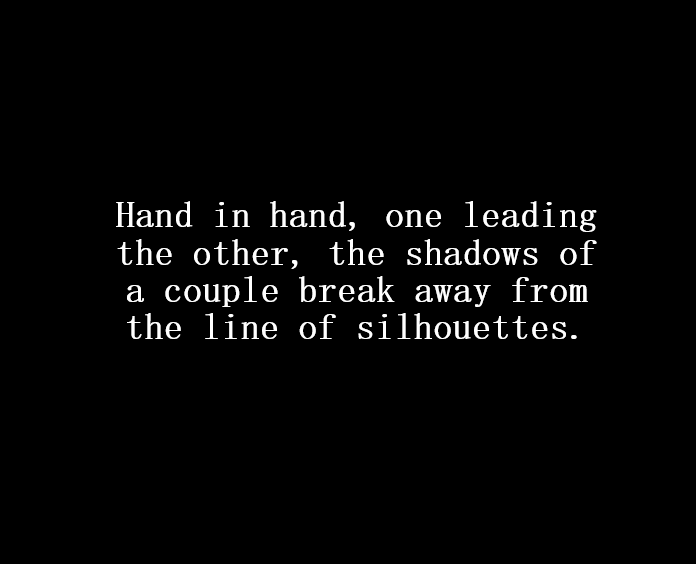 Hand in hand, one leading
the other, the shadows of
a couple break away from
the line of silhouettes.